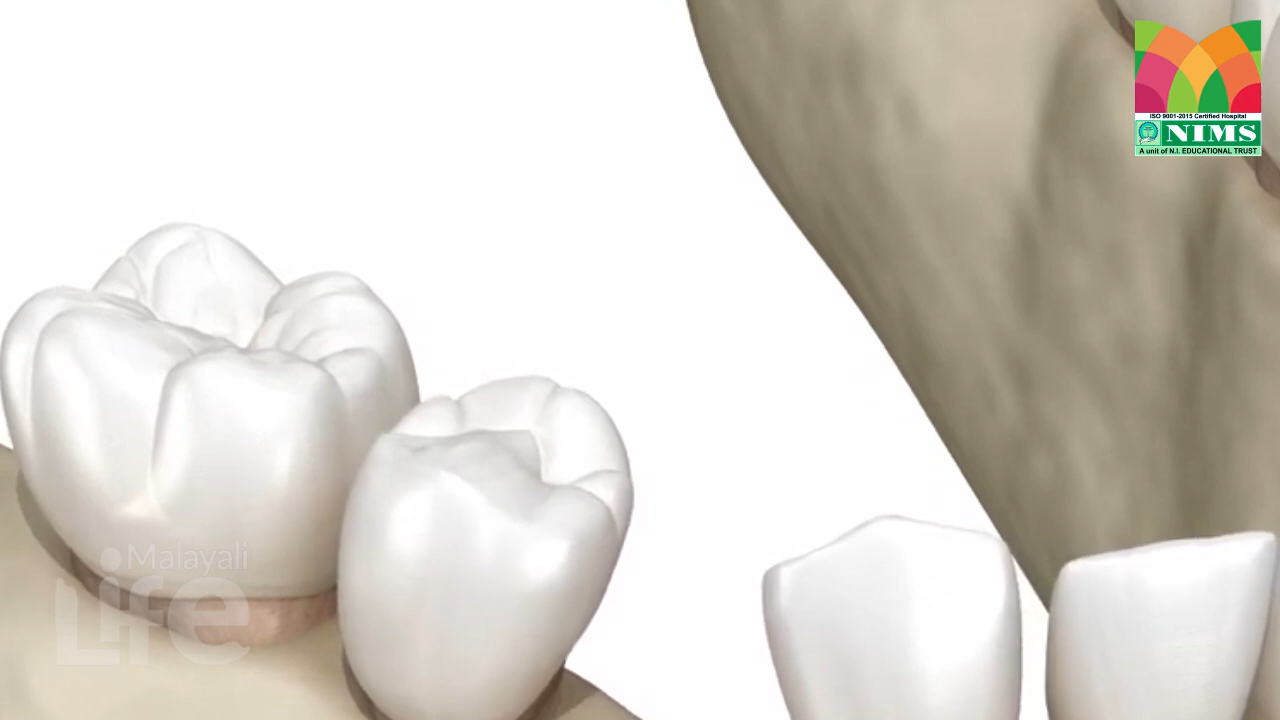 ISO 9001-2015 Certified Hospital
NIMS
A unit of N.I. EDUCATIONAL TRUST
Malayali
Life